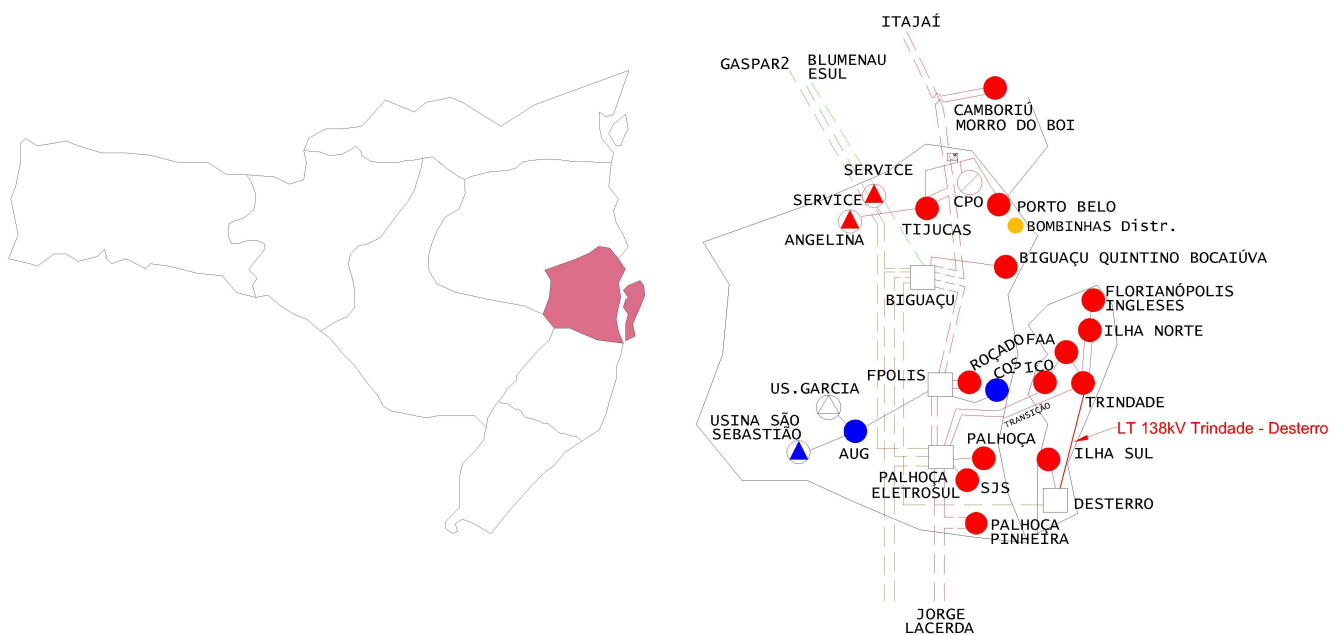 ITAJAÍ
GASPAR2
BLUMENAU
ESUL
CAMBORIÚ
MORRO DO BOI
SERVICE
SERVICE
ANGELINA
TIJUCAS
CPO
PORTO BELO
BOMBINHAS Distr.
BIGUAÇU QUINTINO BOCAIÚVA
BIGUAÇU
FLORIANÓPOLIS
INGLESES
ILHA NORTE
ROÇADO
FAA
CQS
ICO
FPOLIS
US.GARCIA
TRINDADE
TRANSIÇÃO
USINA SÃO
SEBASTIÃO
AUG
LT 138kV Trindade - Desterro
PALHOÇA
ILHA SUL
PALHOÇA
ELETROSUL
SJS
DESTERRO
PALHOÇA
PINHEIRA
JORGE
LACERDA